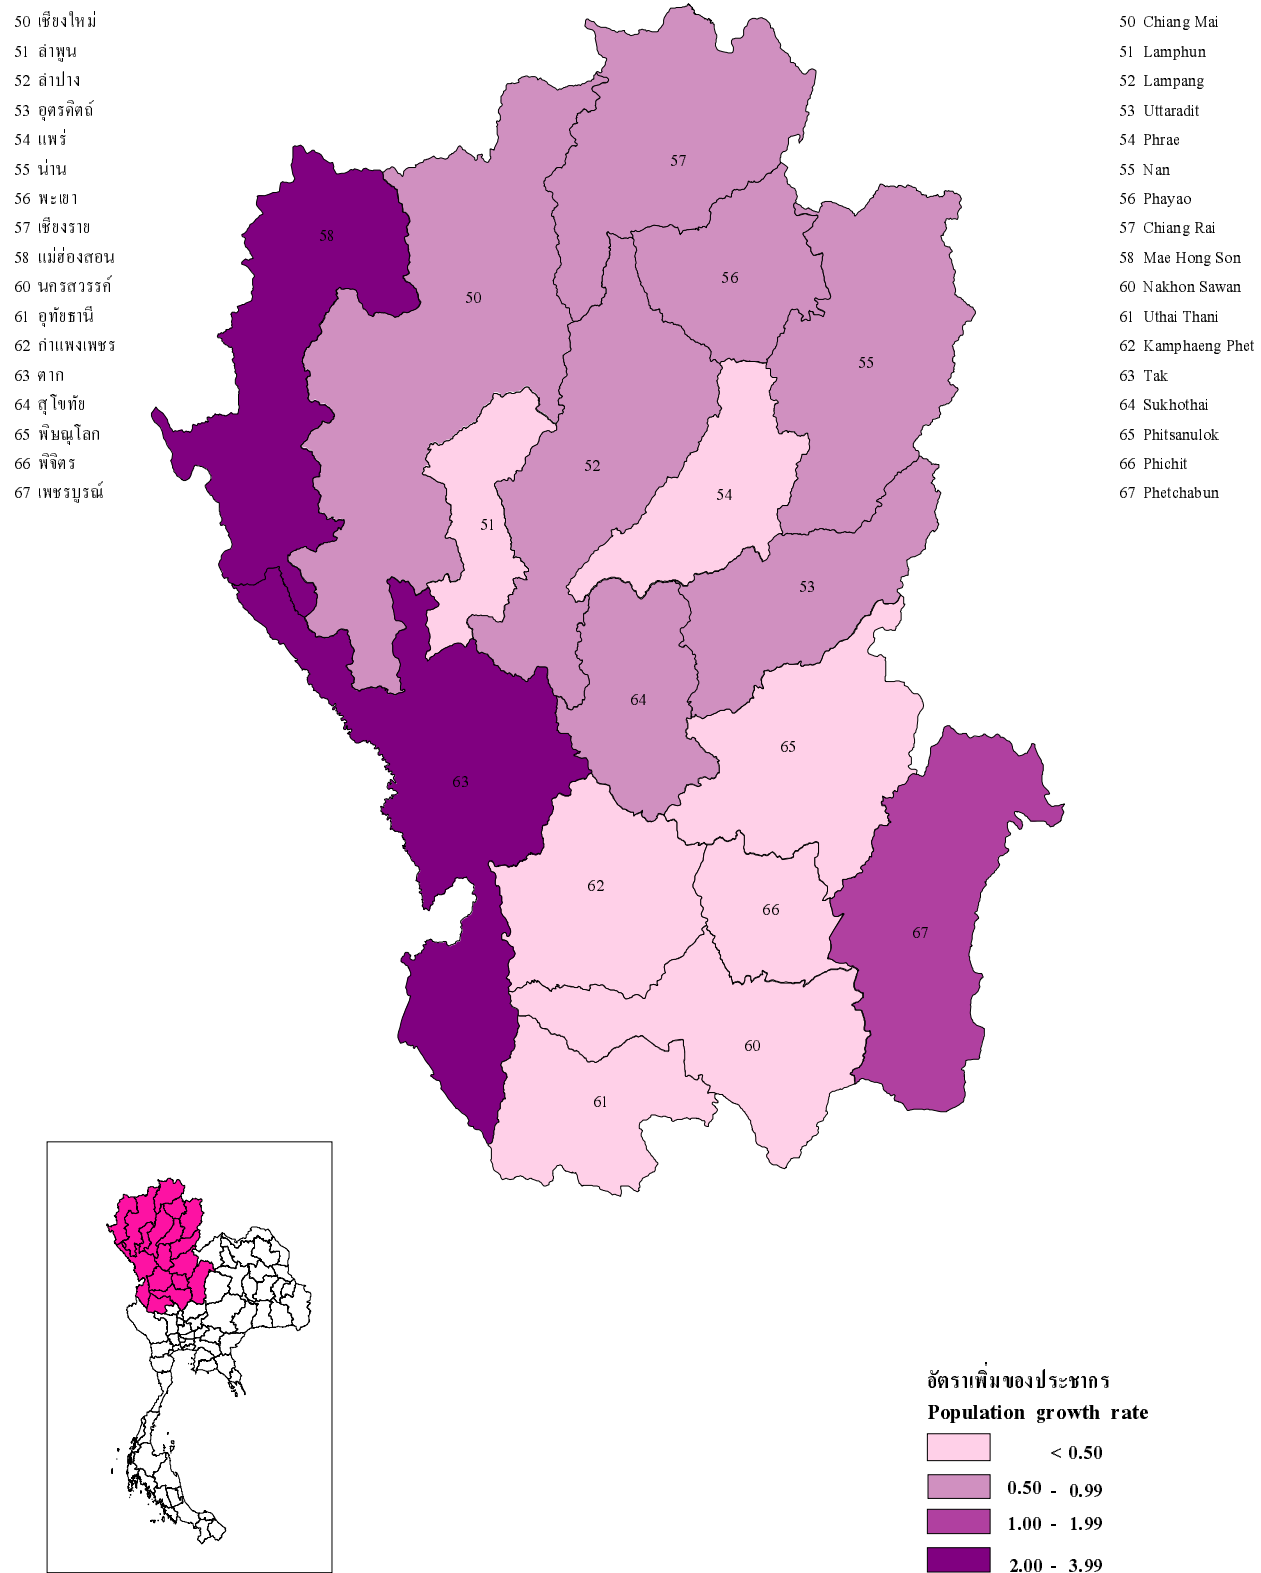 50 เชียงใหม่
51 ลำพูน
52 ลำปาง
53 อุตรดิตถ์
54 แพร่
55 น่าน
56 พะเยา
57 เชียงราย
58 แม่ฮ่องสอน
60 นครสวรรค์
61 อุทัยธานี
62 กำแพงเพชร
63 ตาก
64 สุโขทัย
65 พิษณุโลก
66 พิจิตร
67 เพชรบูรณ์
50 Chiang Mai
51 Lamphun
52 Lampang
53 Uttaradit
54 Phrae
55 Nan
56 Phayao
57 Chiang Rai
58 Mae Hong Son
60 Nakhon Sawan
61 Uthai Thani
62 Kamphaeng Phet
63 Tak
64 Sukhothai
65 Phitsanulok
66 Phichit
67 Phetchabun
57
58
56
50
55
52
54
51
53
64
65
63
62
66
67
60
61
อัตราเพิ่มของประชากร
Population growth rate
< 0.50
0.50 - 0.99
1.00 - 1.99
2.00 - 3.99